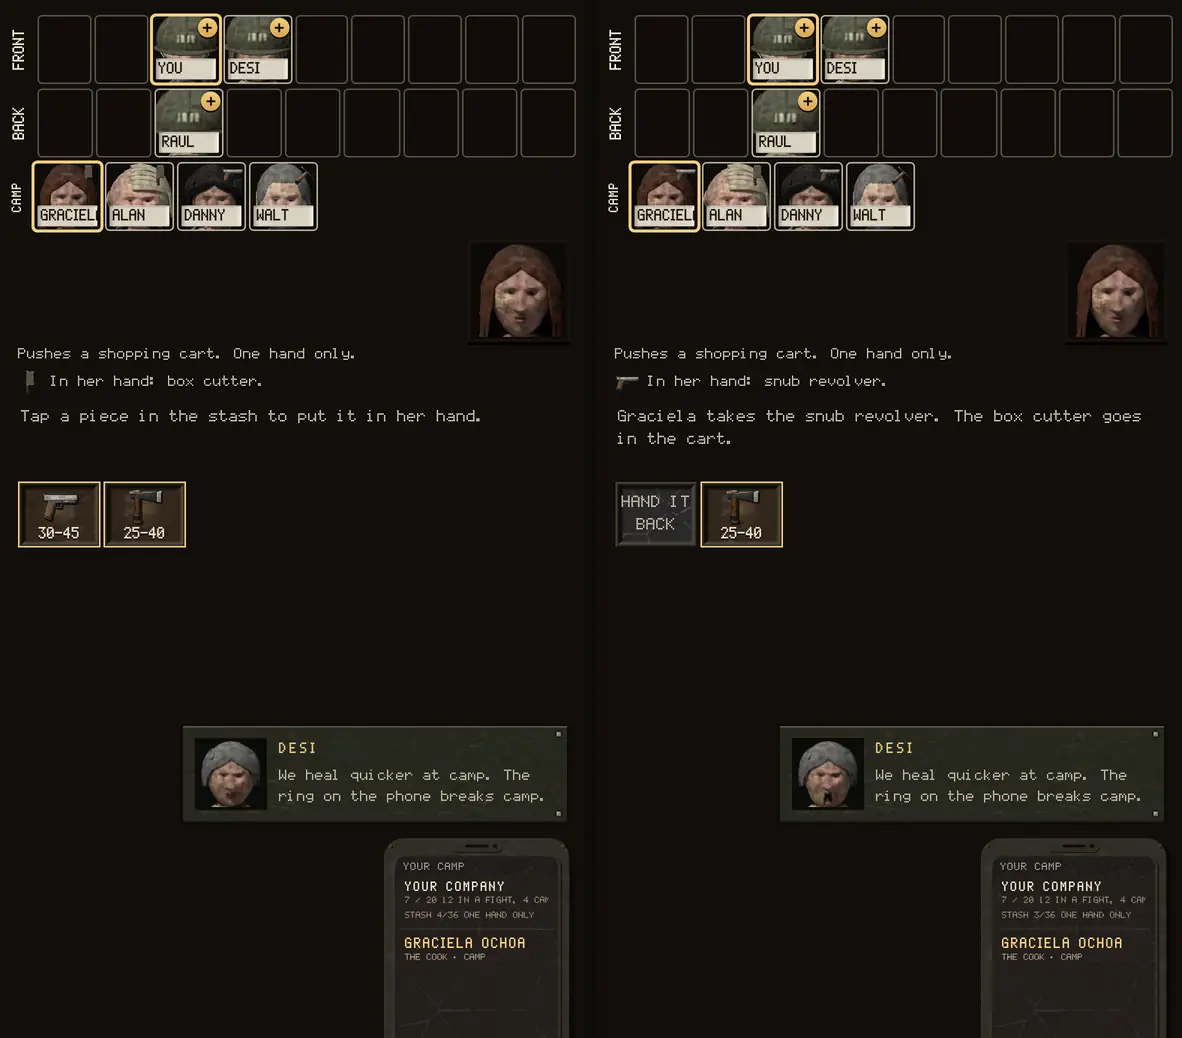 FRONT
YOU
DESI
BACK
RAUL
CAMP
GRACIEL
ALAN
DANNY
WALT
Pushes a shopping cart. One hand only.
In her hand: box cutter.
Tap a piece in the stash to put it in her hand.
30-45
25-40
DESI
We heal quicker at camp. The
ring on the phone breaks camp.
YOUR CAMP
YOUR COMPANY
7 / 20 12 IN A FIGHT, 4 CAM
STASH 4/36 ONE HAND ONLY
GRACIELA OCHOA
THE COOK · CAMP
FRONT
YOU
DESI
BACK
RAUL
CAMP
GRACIEL
ALAN
DANNY
WALT
Pushes a shopping cart. One hand only.
In her hand: snub revolver.
Graciela takes the snub revolver. The box cutter goes
in the cart.
HAND IT
BACK
25-40
DESI
We heal quicker at camp. The
ring on the phone breaks camp.
YOUR CAMP
YOUR COMPANY
7 / 20 12 IN A FIGHT, 4 CAM
STASH 3/36 ONE HAND ONLY
GRACIELA OCHOA
THE COOK · CAMP